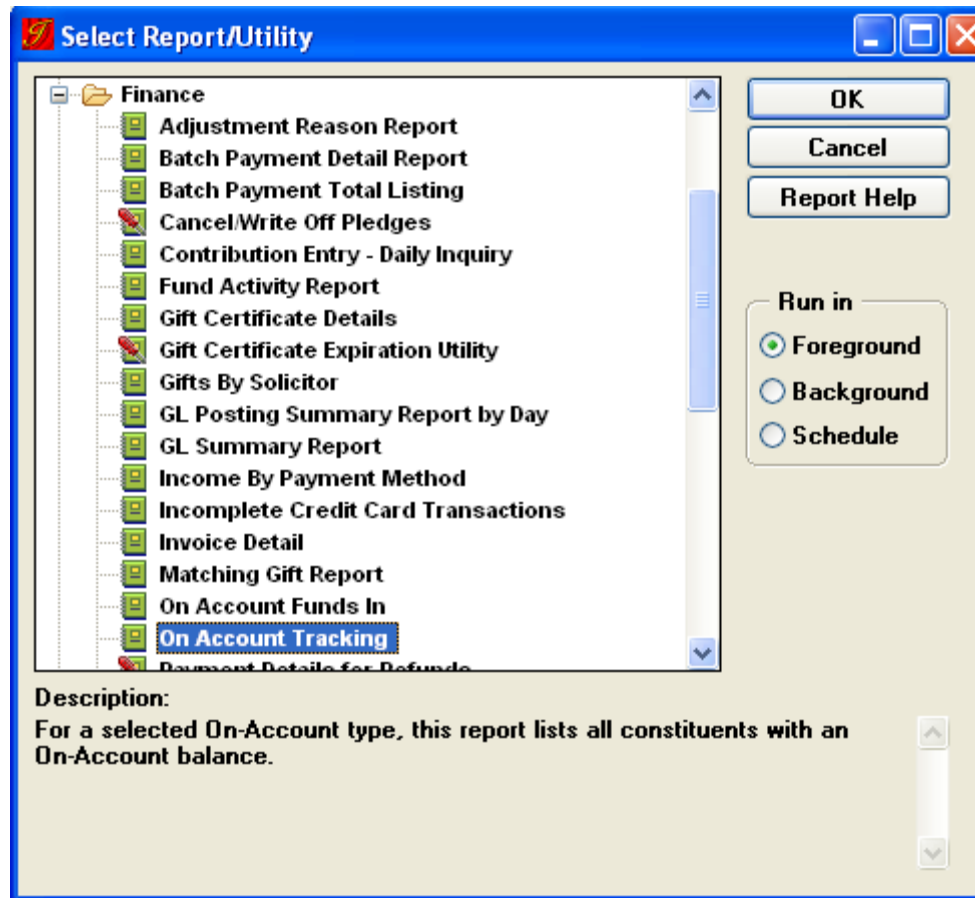 Select Report/Utility
Finance
Adjustment Reason Report
Batch Payment Detail Report
Batch Payment Total Listing
Cancel/Write Off Pledges
Contribution Entry - Daily Inquiry
Fund Activity Report
Gift Certificate Details
Gift Certificate Expiration Utility
Gifts By Solicitor
GL Posting Summary Report by Day
GL Summary Report
Income By Payment Method
Incomplete Credit Card Transactions
Invoice Detail
Matching Gift Report
On Account Funds In
On Account Tracking
Payment Details for Refunds
OK
Cancel
Report Help
Run in
Foreground
Background
Schedule
Description:
For a selected On-Account type, this report lists all constituents with an
On-Account balance.